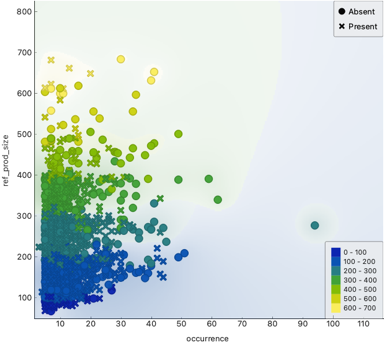 800
700
600
500
400
300
200
100
ref_prod_size
10 20 30 40 50 60 70 80 90 100 110
occurrence
Absent
Present
0 - 100
100 - 200
200 - 300
300 - 400
400 - 500
500 - 600
600 - 700